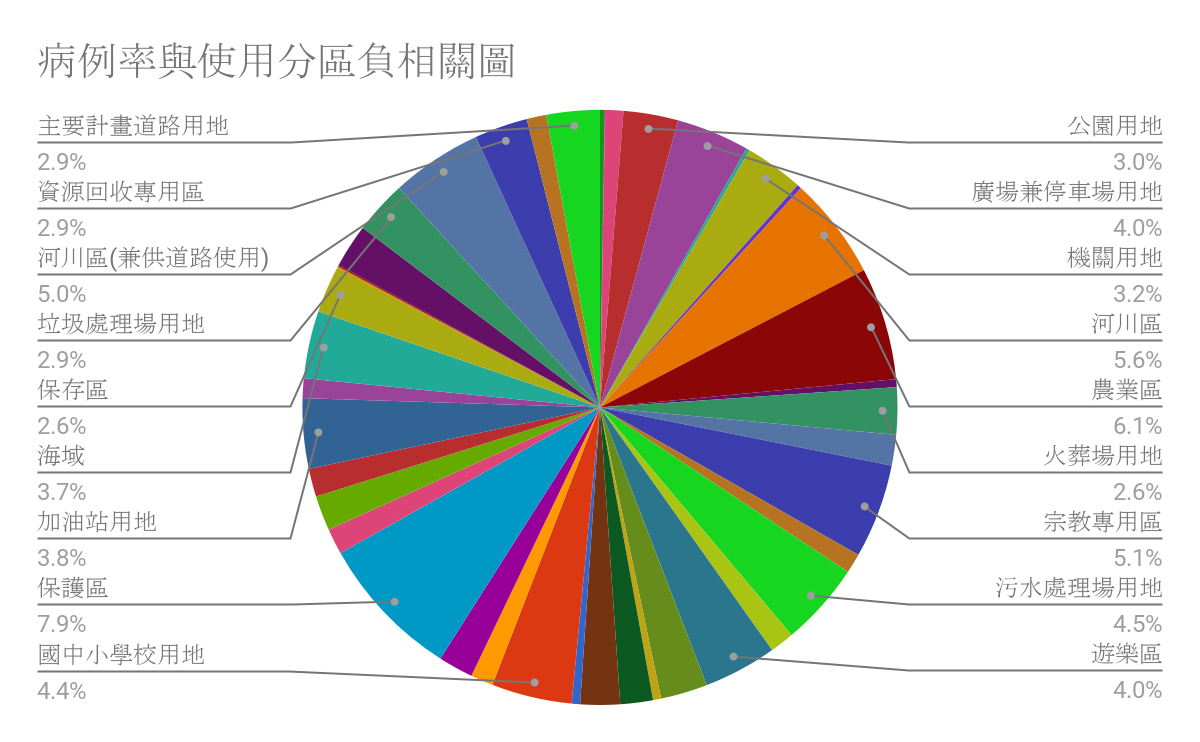 病例率與使用分區負相關圖
主要計畫道路用地
2.9%
資源回收專用區
2.9%
河川區(兼供道路使用)
5.0%
垃圾處理場用地
2.9%
保存區
2.6%
海域
3.7%
加油站用地
3.8%
保護區
7.9%
國中小學校用地
4.4%
公園用地
3.0%
廣場兼停車場用地
4.0%
機關用地
3.2%
河川區
5.6%
農業區
6.1%
火葬場用地
2.6%
宗教專用區
5.1%
污水處理場用地
4.5%
遊樂區
4.0%